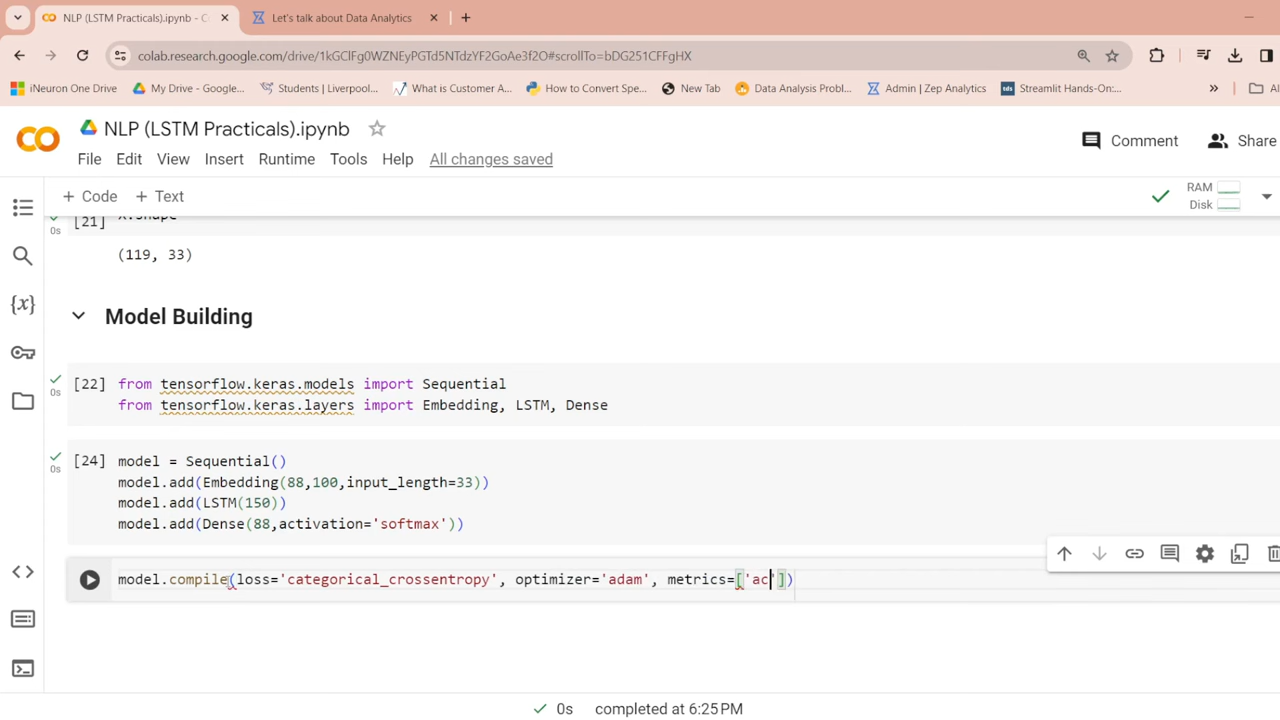 NLP (LSTM Practicals).ipynb - C
Let's talk about Data Analytics
colab.research.google.com/drive/1kGClFg0WZNEyPGTd5NTdzYF2GoAe3f2O#scrollTo=bDG251CFFgHX
iNeuron One Drive
My Drive - Google...
Students | Liverpool...
What is Customer A...
How to Convert Spe...
New Tab
Data Analysis Probl...
Admin | Zep Analytics
tds
Streamlit Hands-On:...
»
Al
NLP (LSTM Practicals).ipynb
Comment
Share
File Edit View Insert Runtime Tools Help All changes saved
+ Code + Text
RAM
Disk
[21] X.shape
0s
(119, 33)
{x}
Model Building
[22] from tensorflow.keras.models import Sequential
0s
from tensorflow.keras.layers import Embedding, LSTM, Dense
[24] model = Sequential()
0s
model.add(Embedding(88,100,input_length=33))
model.add(LSTM(150))
model.add(Dense(88,activation='softmax'))
model.compile(loss='categorical_crossentropy', optimizer='adam', metrics=['ac'])
0s completed at 6:25 PM